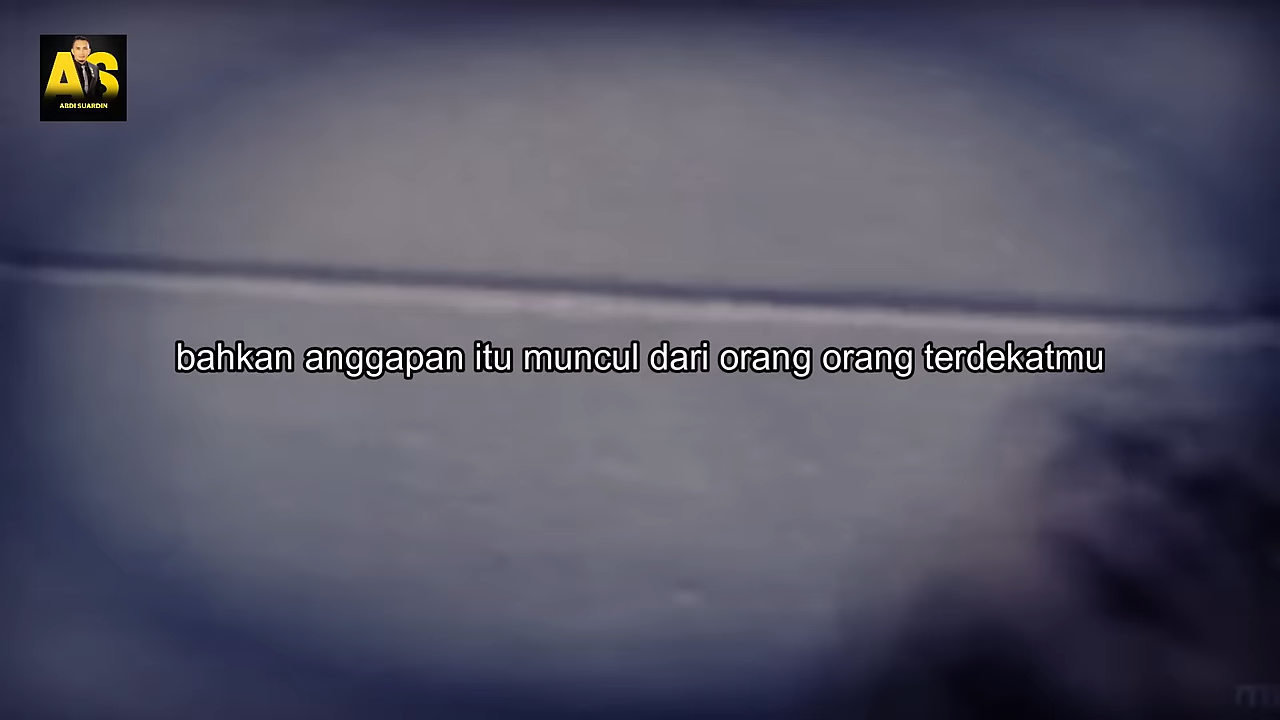 AS
ABDI SUARDIN
bahkan anggapan itu muncul dari orang orang terdekatmu